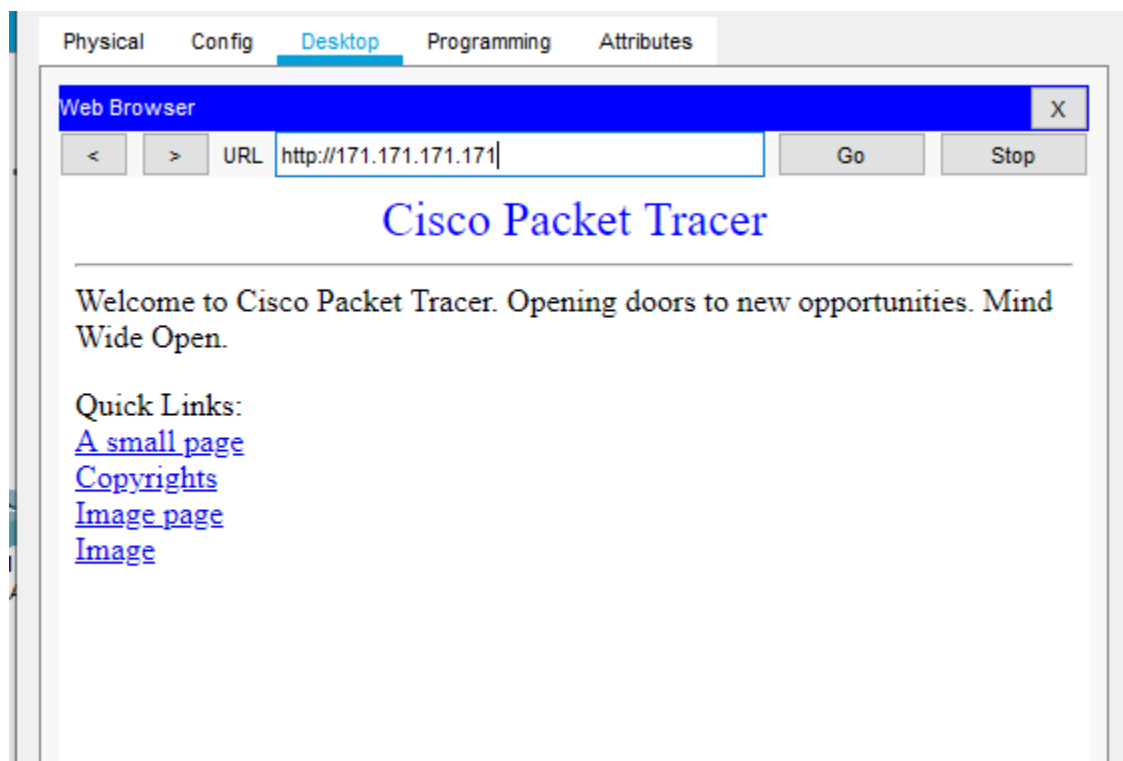 Physical Config Desktop Programming Attributes
Web Browser X
< > URL http://171.171.171.171 Go Stop
Cisco Packet Tracer
Welcome to Cisco Packet Tracer. Opening doors to new opportunities. Mind
Wide Open.
Quick Links:
A small page
Copyrights
Image page
Image